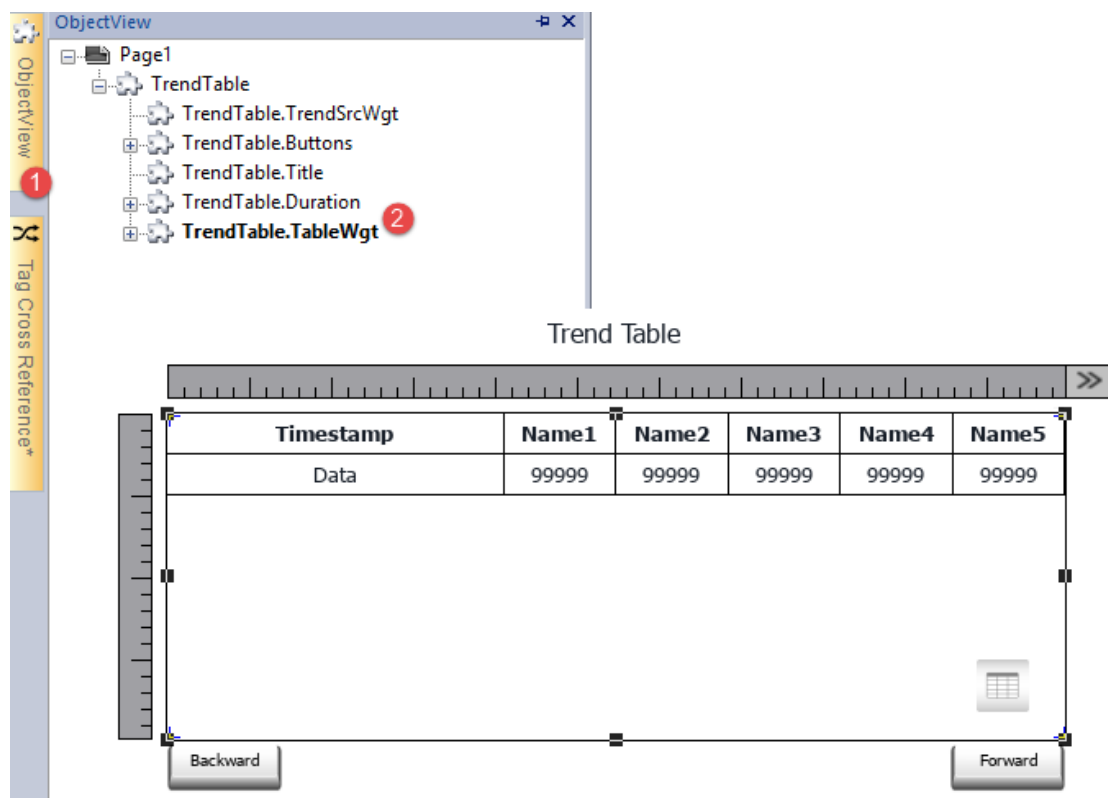 ObjectView
ObjectView
Page1
TrendTable
TrendTable.TrendSrcWgt
TrendTable.Buttons
TrendTable.Title
1
TrendTable.Duration
2
TrendTable.TableWgt
Tag Cross Reference*
Trend Table
Timestamp Name1 Name2 Name3 Name4 Name5
Data 99999 99999 99999 99999 99999
Backward Forward